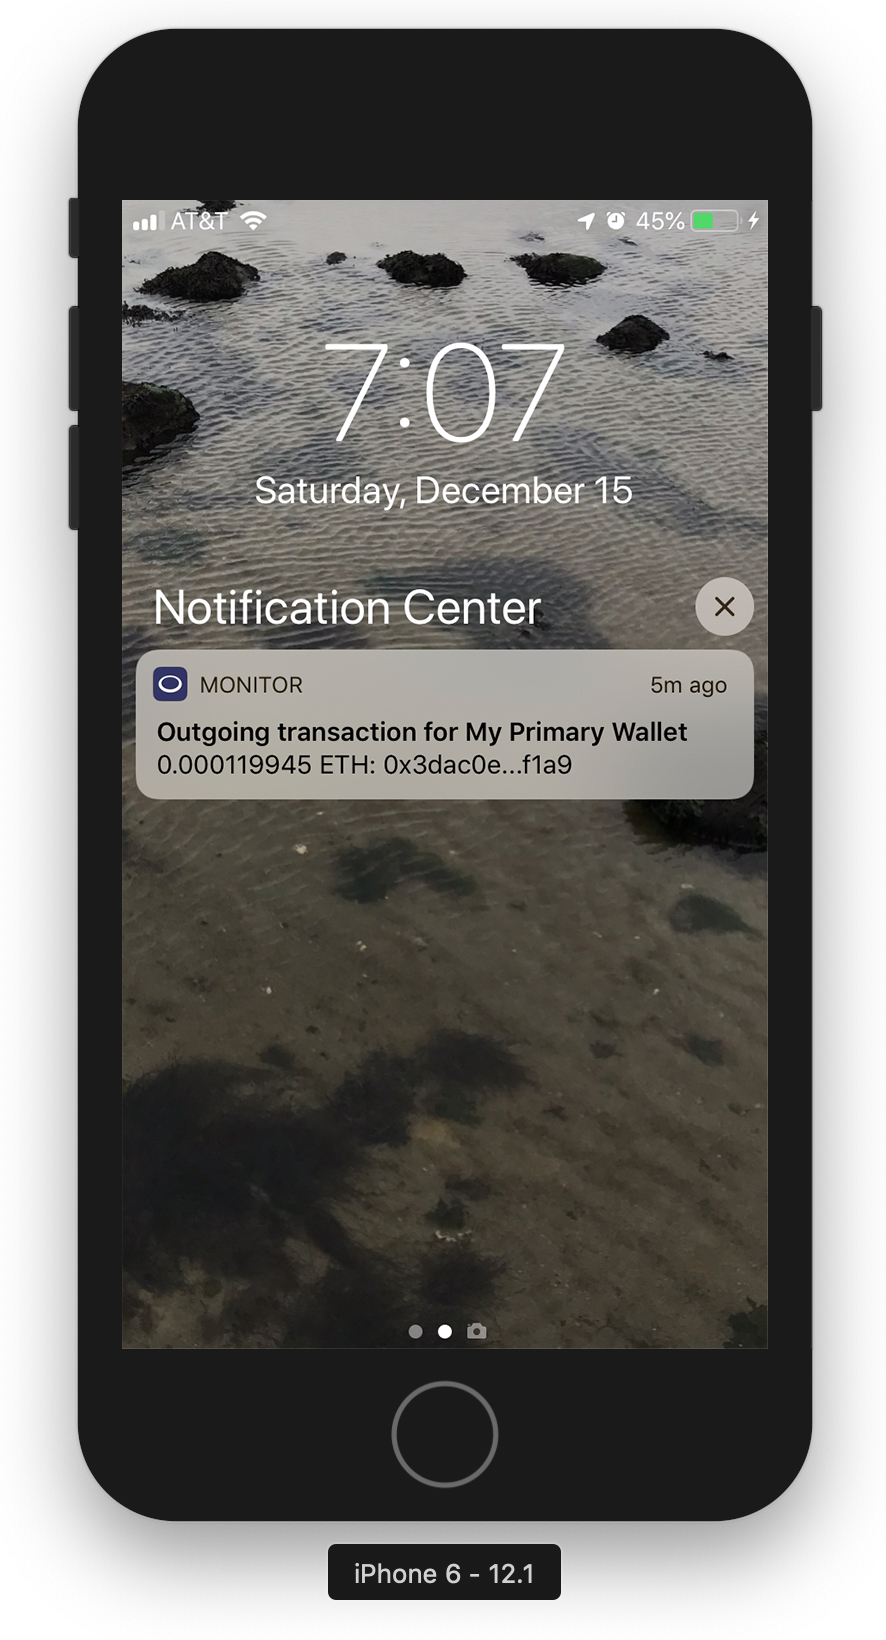 AT&T 45%
7:07
Saturday, December 15
Notification Center
MONITOR 5m ago
Outgoing transaction for My Primary Wallet
0.000119945 ETH: 0x3dac0e...f1a9
iPhone 6 - 12.1